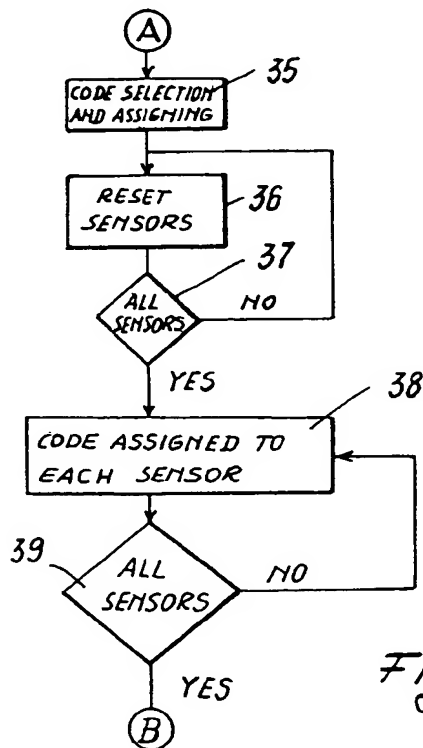 A
35
CODE SELECTION
AND ASSIGNING
RESET
SENSORS
36
37
ALL
SENSORS
NO
YES
38
CODE ASSIGNED TO
EACH SENSOR
39
ALL
SENSORS
NO
YES
B